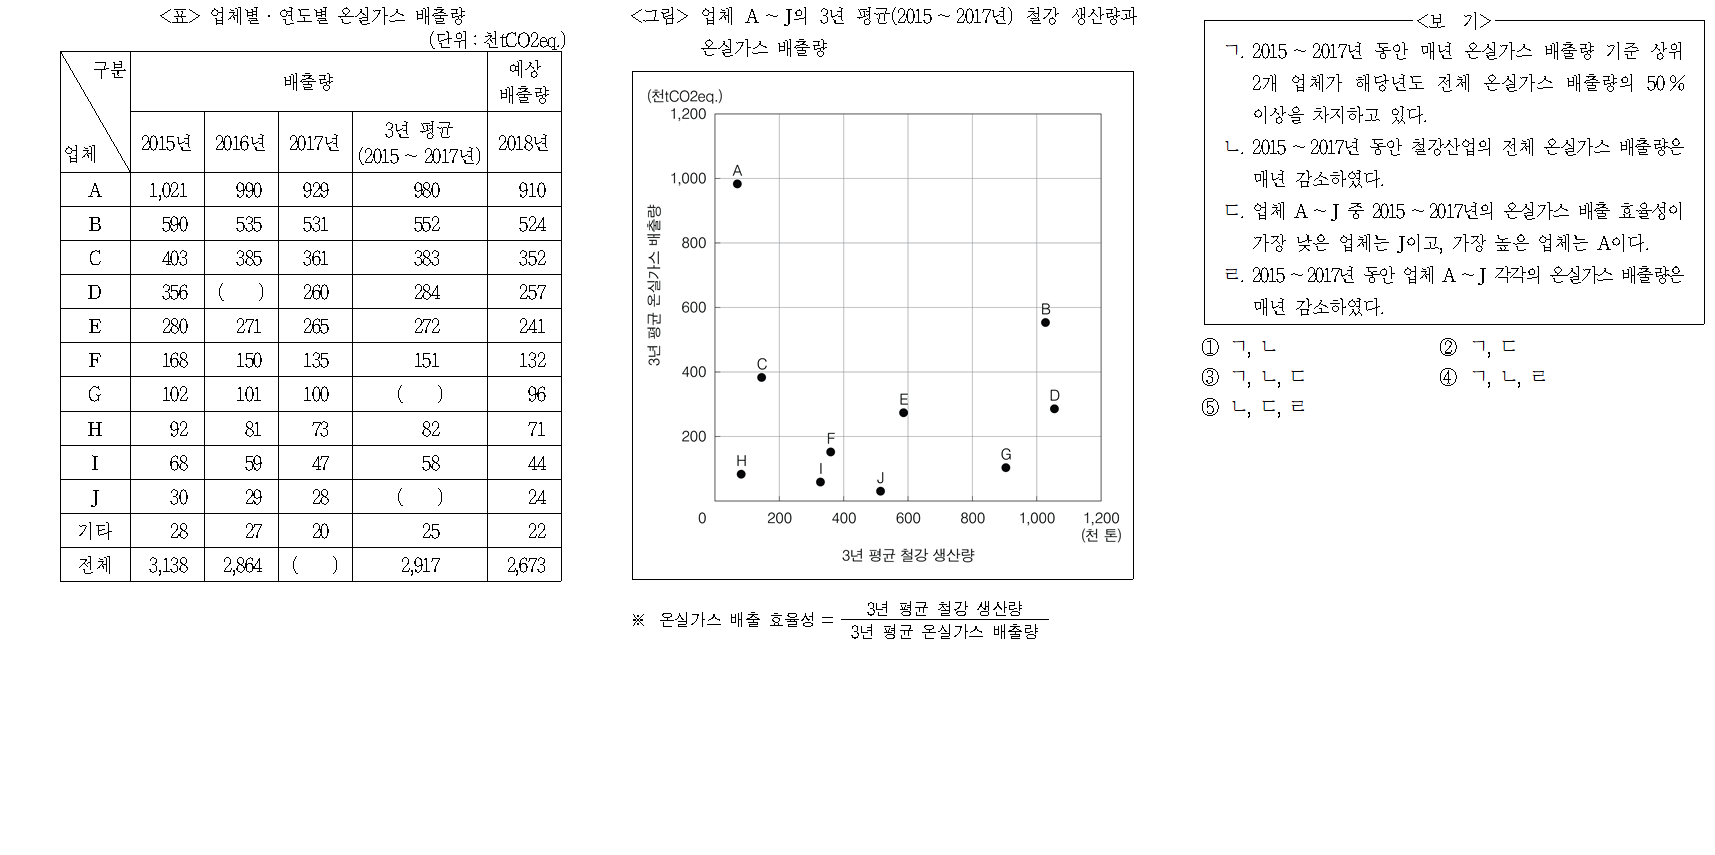 <표> 업체별·연도별 온실가스 배출량
(단위 : 천tCO2eq.)
구분 배출량 예상 배출량
업체 2015년 2016년 2017년 3년 평균 (2015 ~ 2017년) 2018년
A 1,021 990 929 980 910
B 590 535 531 552 524
C 403 385 361 383 352
D 356 ( ) 260 284 257
E 280 271 265 272 241
F 168 150 135 151 132
G 102 101 100 ( ) 96
H 92 81 73 82 71
I 68 59 47 58 44
J 30 29 28 ( ) 24
기타 28 27 20 25 22
전체 3,138 2,864 ( ) 2,917 2,673
<그림> 업체 A ~ J의 3년 평균(2015 ~ 2017년) 철강 생산량과
온실가스 배출량
(천tCO2eq.)
1,200
1,000
800
600
400
200
0
3년 평균 온실가스 배출량
A
B
C
D
E
F
G
H
I
J
200 400 600 800 1,000 1,200
(천 톤)
3년 평균 철강 생산량
※ 온실가스 배출 효율성 = 3년 평균 철강 생산량
3년 평균 온실가스 배출량
<보 기>
ㄱ. 2015 ~ 2017년 동안 매년 온실가스 배출량 기준 상위
2개 업체가 해당년도 전체 온실가스 배출량의 50 %
이상을 차지하고 있다.
ㄴ. 2015 ~ 2017년 동안 철강산업의 전체 온실가스 배출량은
매년 감소하였다.
ㄷ. 업체 A ~ J 중 2015 ~ 2017년의 온실가스 배출 효율성이
가장 낮은 업체는 J이고, 가장 높은 업체는 A이다.
ㄹ. 2015 ~ 2017년 동안 업체 A ~ J 각각의 온실가스 배출량은
매년 감소하였다.
① ㄱ, ㄴ ② ㄱ, ㄷ
③ ㄱ, ㄴ, ㄷ ④ ㄱ, ㄴ, ㄹ
⑤ ㄴ, ㄷ, ㄹ